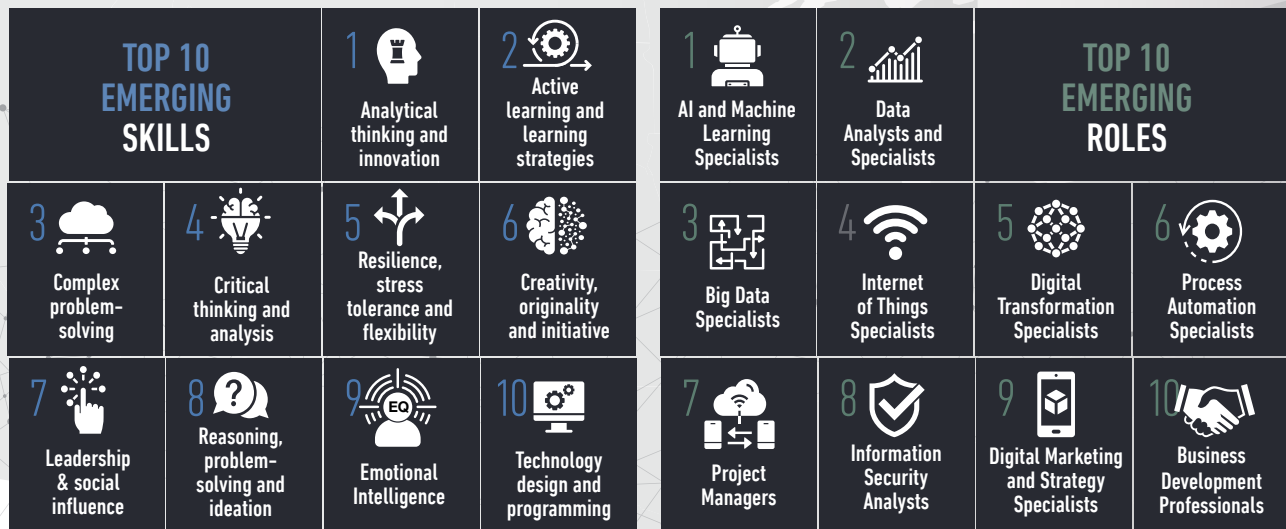 TOP 10
EMERGING
SKILLS
1
Analytical
thinking and
innovation
2
Active
learning and
learning
strategies
3
Complex
problem-
solving
4
Critical
thinking and
analysis
5
Resilience,
stress
tolerance and
flexibility
6
Creativity,
originality
and initiative
7
Leadership
& social
influence
8
?
Reasoning,
problem-
solving and
ideation
9
EQ
Emotional
Intelligence
10
Technology
design and
programming
1
AI and Machine
Learning
Specialists
2
Data
Analysts and
Specialists
TOP 10
EMERGING
ROLES
3
Big Data
Specialists
4
Internet
of Things
Specialists
5
Digital
Transformation
Specialists
6
Process
Automation
Specialists
7
Project
Managers
8
Information
Security
Analysts
9
Digital Marketing
and Strategy
Specialists
10
Business
Development
Professionals